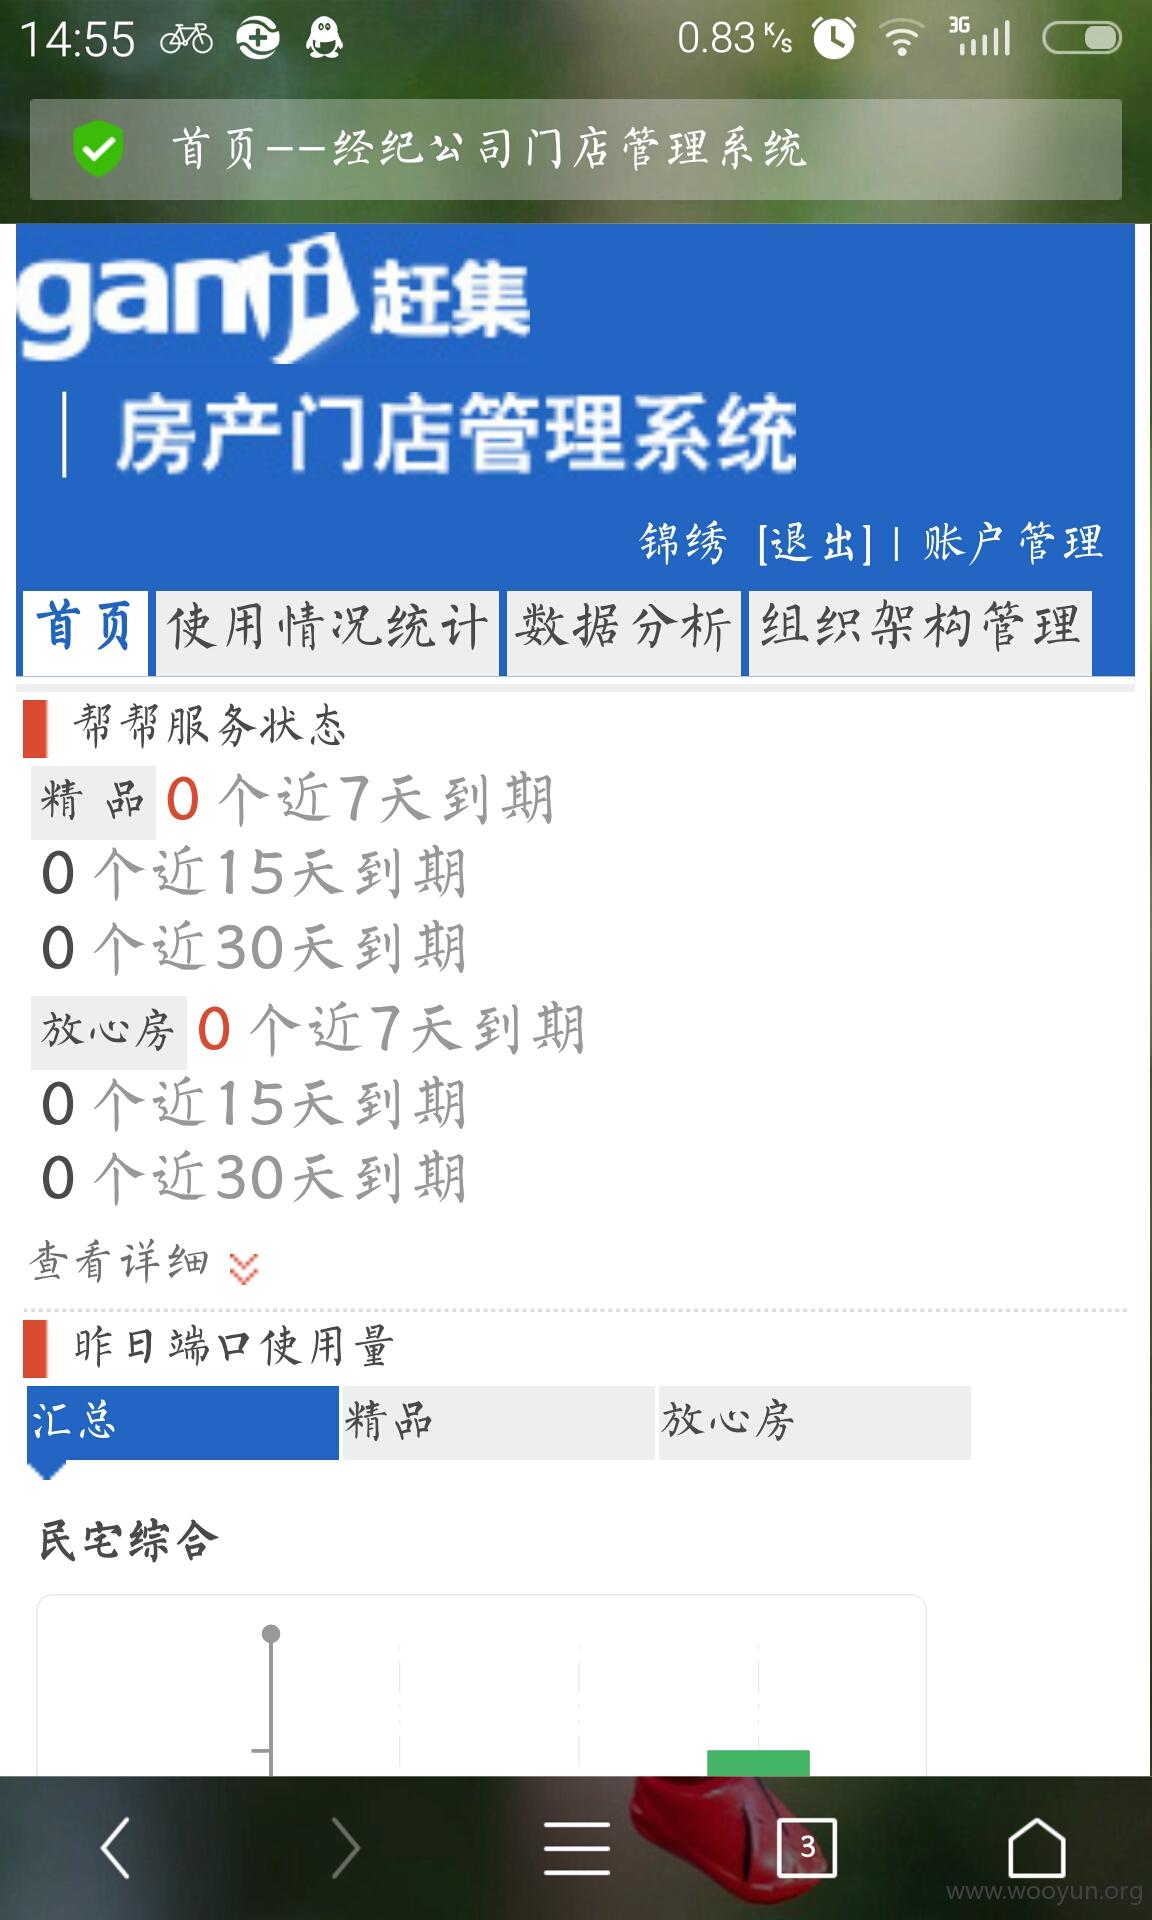 14:55 0.83 K/s 3G
首页--经纪公司门店管理系统
ganji 赶集
| 房产门店管理系统
锦绣 [退出] | 账户管理
首页 使用情况统计 数据分析 组织架构管理
帮帮服务状态
精 品 0 个近7天到期
0 个近15天到期
0 个近30天到期
放心房 0 个近7天到期
0 个近15天到期
0 个近30天到期
查看详细
昨日端口使用量
汇总 精品 放心房
民宅综合
3
www.wooyun.org